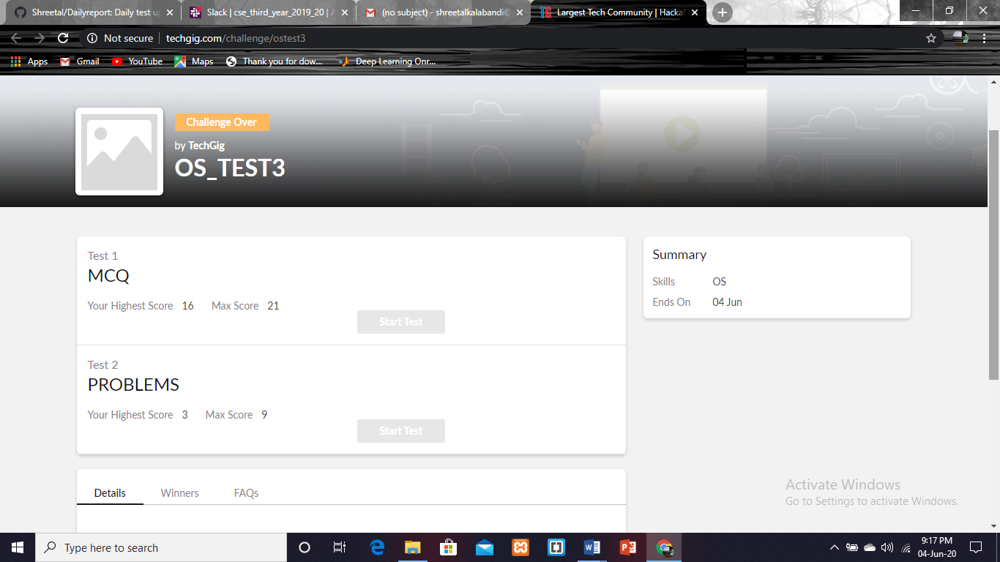 Shreetal/Dailyreport: Daily test u
Slack | cse_third_year_2019_20 |
(no subject) - shreetalkalabandi@
Largest Tech Community | Hacka
Not secure
techgig.com/challenge/ostest3
Apps
Gmail
YouTube
Maps
Thank you for dow...
Deep Learning Onr...
Challenge Over
by TechGig
OS_TEST3
Test 1
MCQ
Your Highest Score 16 Max Score 21
Start Test
Test 2
PROBLEMS
Your Highest Score 3 Max Score 9
Start Test
Summary
Skills OS
Ends On 04 Jun
Details Winners FAQs
Activate Windows
Go to Settings to activate Windows.
Type here to search
9:17 PM
04-Jun-20